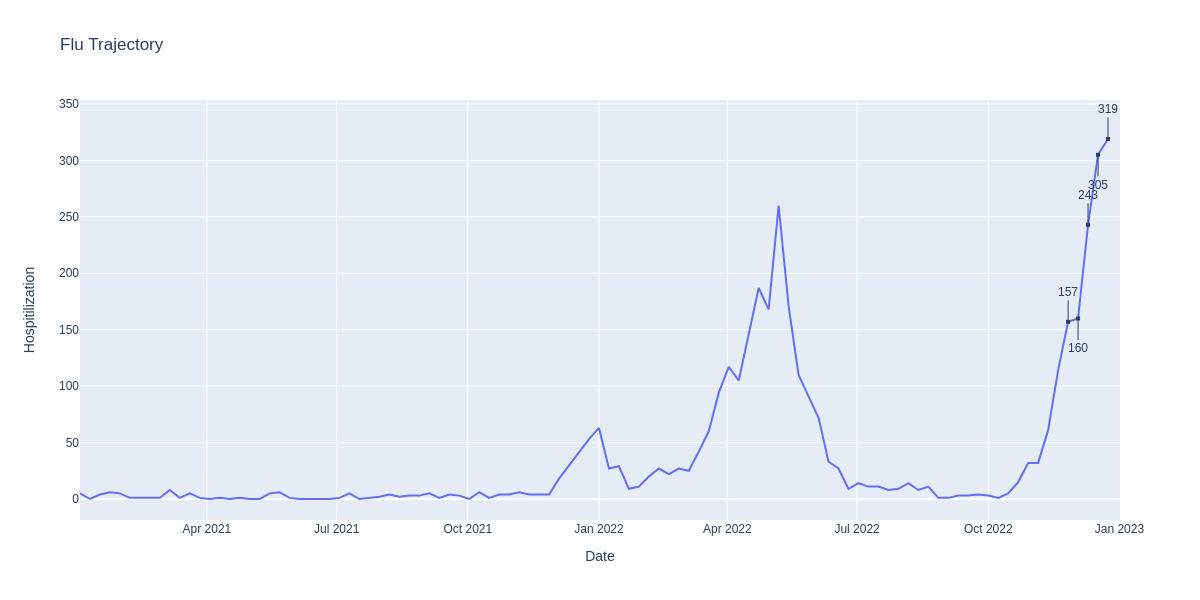 Flu Trajectory
350
300
250
200
150
100
50
0
Hospitilization
319
305
243
157
160
Apr 2021
Jul 2021
Oct 2021
Jan 2022
Apr 2022
Jul 2022
Oct 2022
Jan 2023
Date